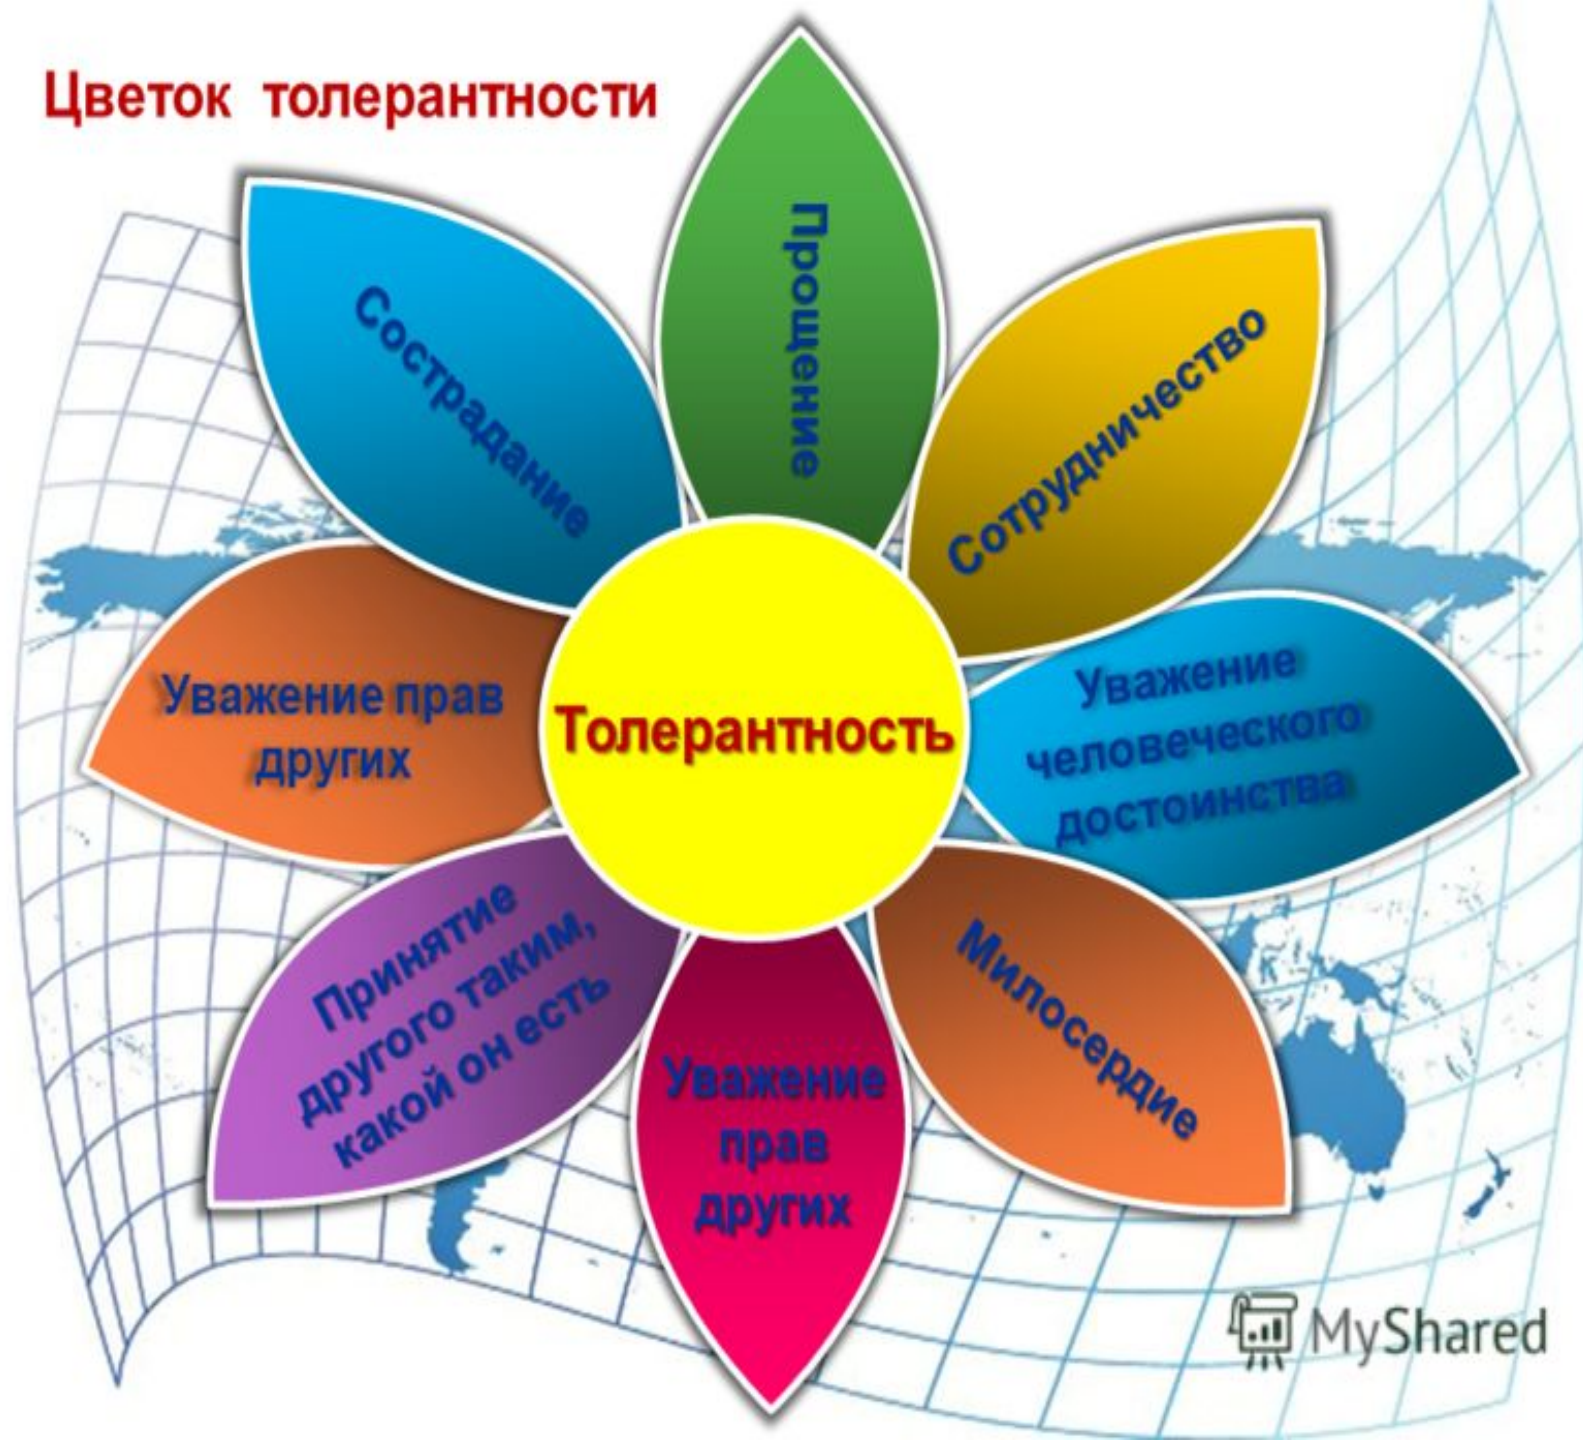 Цветок толерантности
Прощение
Сотрудничество
Уважение
человеческого
достоинства
Милосердие
Уважение
прав
других
Принятие
другого таким,
какой он есть
Уважение прав
других
Сострадание
Толерантность
MyShared